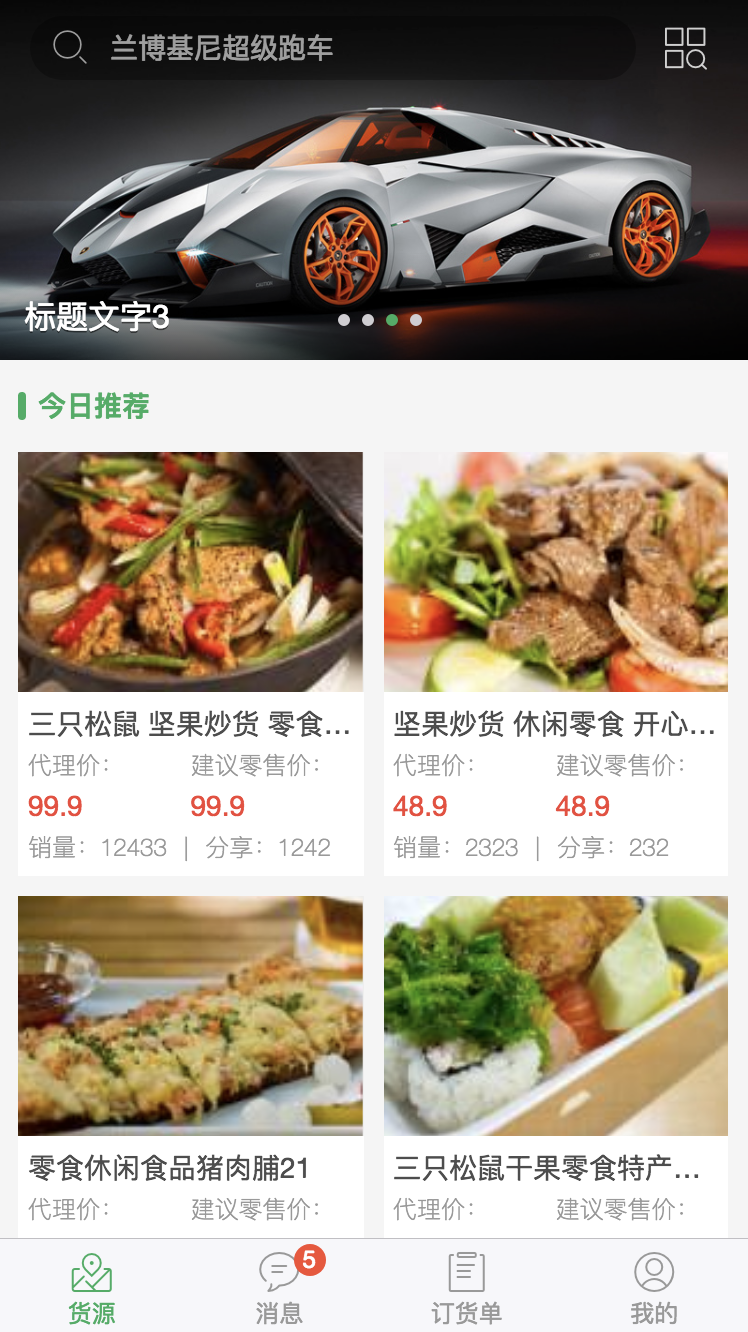 兰博基尼超级跑车
标题文字3
今日推荐
三只松鼠 坚果炒货 零食...
代理价: 建议零售价:
99.9 99.9
销量: 12433 | 分享: 1242
坚果炒货 休闲零食 开心...
代理价: 建议零售价:
48.9 48.9
销量: 2323 | 分享: 232
零食休闲食品猪肉脯21
代理价: 建议零售价:
三只松鼠干果零食特产...
代理价: 建议零售价:
货源 消息 5 订货单 我的